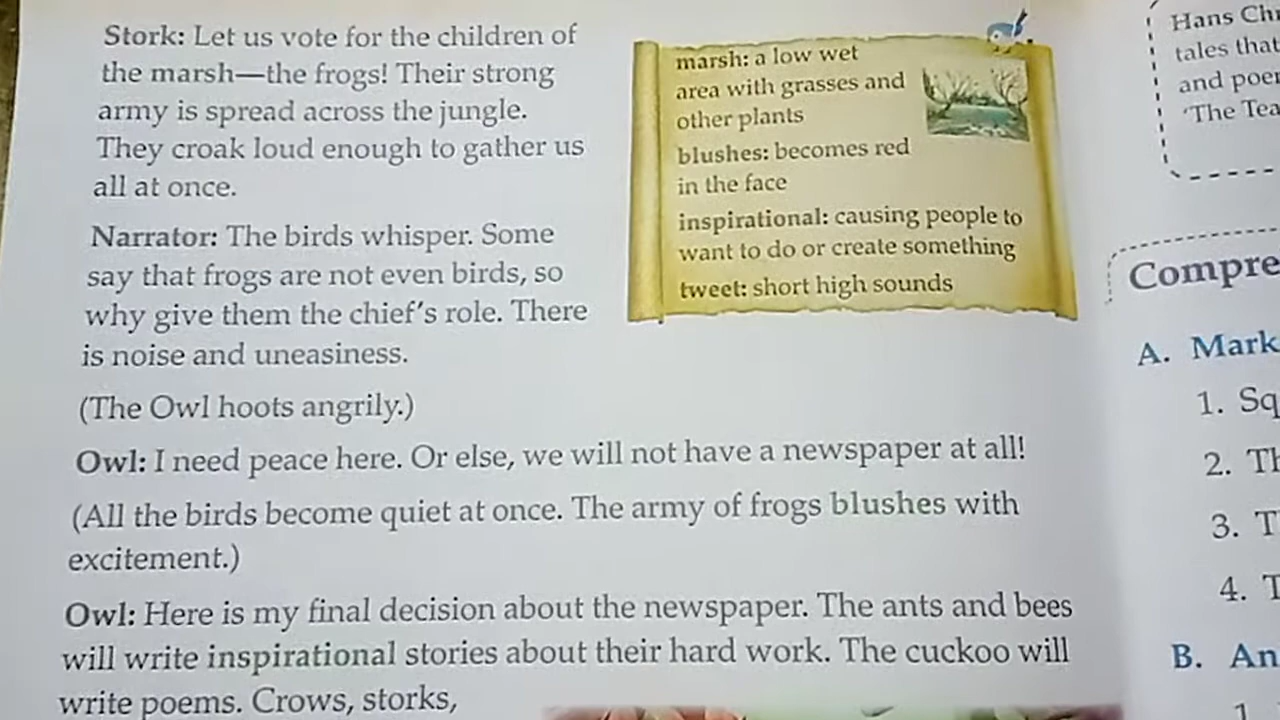 Stork: Let us vote for the children of
the marsh—the frogs! Their strong
army is spread across the jungle.
They croak loud enough to gather us
all at once.
Narrator: The birds whisper. Some
say that frogs are not even birds, so
why give them the chief's role. There
is noise and uneasiness.
(The Owl hoots angrily.)
Owl: I need peace here. Or else, we will not have a newspaper at all!
(All the birds become quiet at once. The army of frogs blushes with
excitement.)
Owl: Here is my final decision about the newspaper. The ants and bees
will write inspirational stories about their hard work. The cuckoo will
write poems. Crows, storks,
marsh: a low wet
area with grasses and
other plants
blushes: becomes red
in the face
inspirational: causing people to
want to do or create something
tweet: short high sounds
Hans
tales that
and
'The
A. Mark
1.
2.
3.
4.
B.
1.